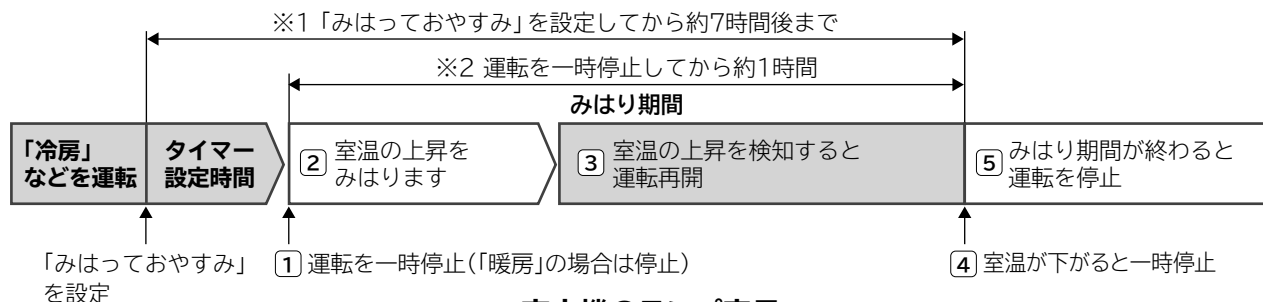 ※1 「みはっておやすみ」を設定してから約7時間後まで
※2 運転を一時停止してから約1時間
みはり期間
「冷房」
などを運転
タイマー
設定時間
2 室温の上昇を
みはります
3 室温の上昇を検知すると
運転再開
5 みはり期間が終わると
運転を停止
「みはっておやすみ」
を設定
1 運転を一時停止(「暖房」の場合は停止)
4 室温が下がると一時停止